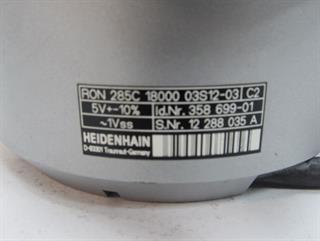 RON 285C 18000 03S12-03 C2
5V+-10% Id.Nr. 358 699-01
~1Vss S.Nr. 12 288 035 A
HEIDENHAIN
D-83301 Traunreut-Germany